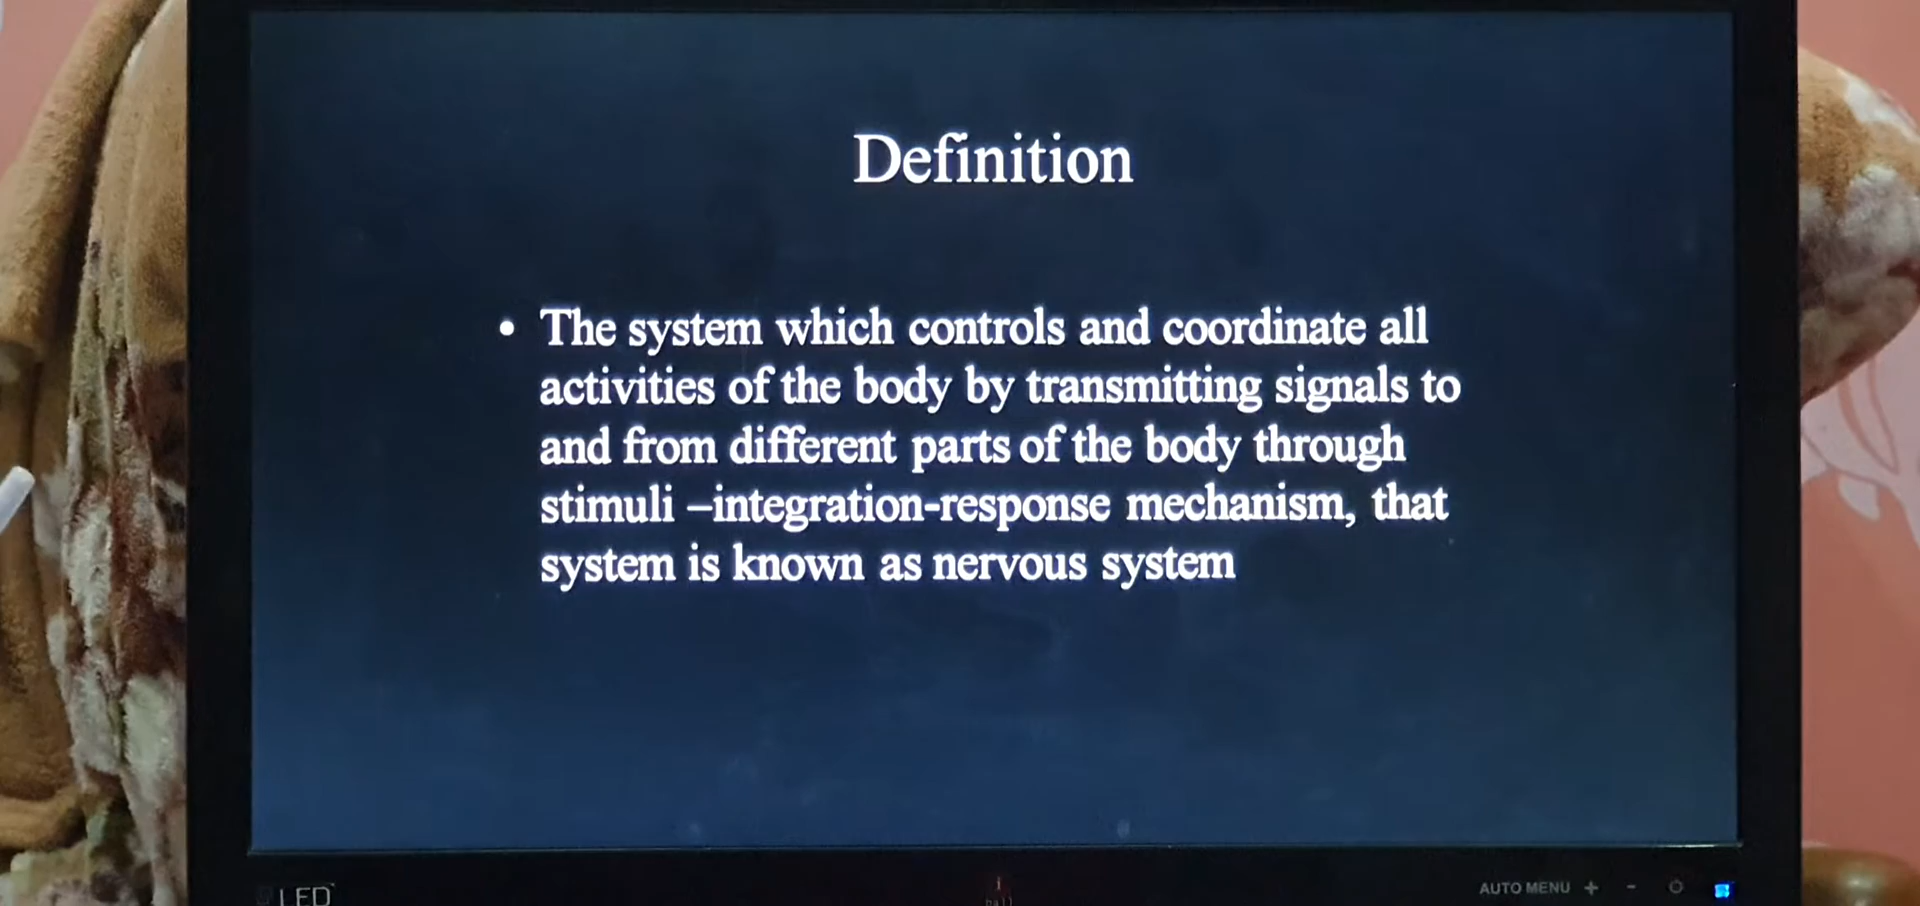 Definition
• The system which controls and coordinate all
activities of the body by transmitting signals to
and from different parts of the body through
stimuli –integration-response mechanism, that
system is known as nervous system
LED
i
ball
AUTO MENU + -